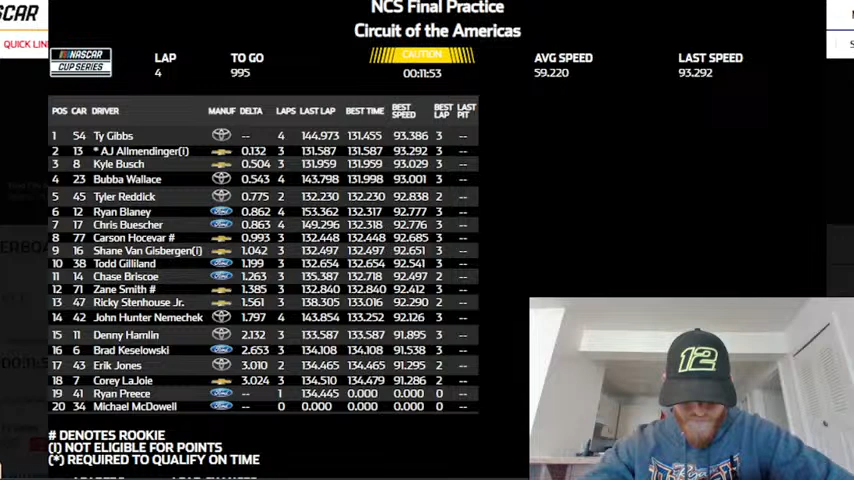 NCS Final Practice
SCAR
Circuit of the Americas
QUICK LIN
NASCAR CUP SERIES
LAP TO GO CAUTION AVG SPEED LAST SPEED
4 995 00:11:53 59.220 93.292
POS CAR DRIVER MANUF DELTA LAPS LAST LAP BEST TIME BEST SPEED BEST LAP LAST PIT
1 54 Ty Gibbs -- 4 144.973 131.455 93.386 3 --
2 13 * AJ Allmendinger(i) 0.132 3 131.587 131.587 93.292 3 --
3 8 Kyle Busch 0.504 3 131.959 131.959 93.029 3 --
4 23 Bubba Wallace 0.543 4 143.798 131.998 93.001 3 --
5 45 Tyler Reddick 0.775 2 132.230 132.230 92.838 2 --
6 12 Ryan Blaney Ford 0.862 4 153.362 132.317 92.777 3 --
7 17 Chris Buescher Ford 0.863 4 149.296 132.318 92.776 3 --
8 77 Carson Hocevar # 0.993 3 132.448 132.448 92.685 3 --
9 16 Shane Van Gisbergen(i) 1.042 3 132.497 132.497 92.651 3 --
10 38 Todd Gilliland Ford 1.199 3 132.654 132.654 92.541 3 --
11 14 Chase Briscoe Ford 1.263 3 135.387 132.718 92.497 2 --
12 71 Zane Smith # 1.385 3 132.840 132.840 92.412 3 --
13 47 Ricky Stenhouse Jr. 1.561 3 138.305 133.016 92.290 2 --
14 42 John Hunter Nemechek 1.797 4 143.854 133.252 92.126 3 --
15 11 Denny Hamlin 2.132 3 133.587 133.587 91.895 3 --
16 6 Brad Keselowski Ford 2.653 3 134.108 134.108 91.538 3 --
17 43 Erik Jones 3.010 2 134.465 134.465 91.295 2 --
18 7 Corey LaJoie 3.024 3 134.510 134.479 91.286 2 --
19 41 Ryan Preece Ford -- 1 134.445 0.000 0.000 0 --
20 34 Michael McDowell Ford -- 0 0.000 0.000 0.000 0 --
# DENOTES ROOKIE
(i) NOT ELIGIBLE FOR POINTS
(*) REQUIRED TO QUALIFY ON TIME
12